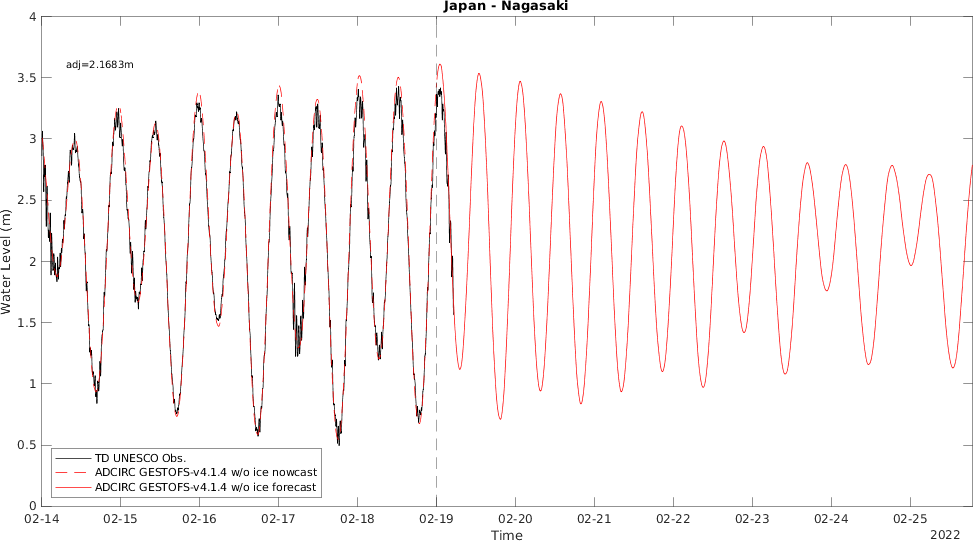 Japan - Nagasaki
adj=2.1683m
4
3.5
3
2.5
2
1.5
1
0.5
0
Water Level (m)
TD UNESCO Obs.
ADCIRC GESTOFS-v4.1.4 w/o ice nowcast
ADCIRC GESTOFS-v4.1.4 w/o ice forecast
02-14 02-15 02-16 02-17 02-18 02-19 02-20 02-21 02-22 02-23 02-24 02-25
Time
2022